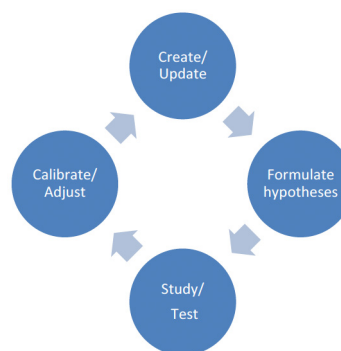 Create/
Update
Formulate
hypotheses
Study/
Test
Calibrate/
Adjust